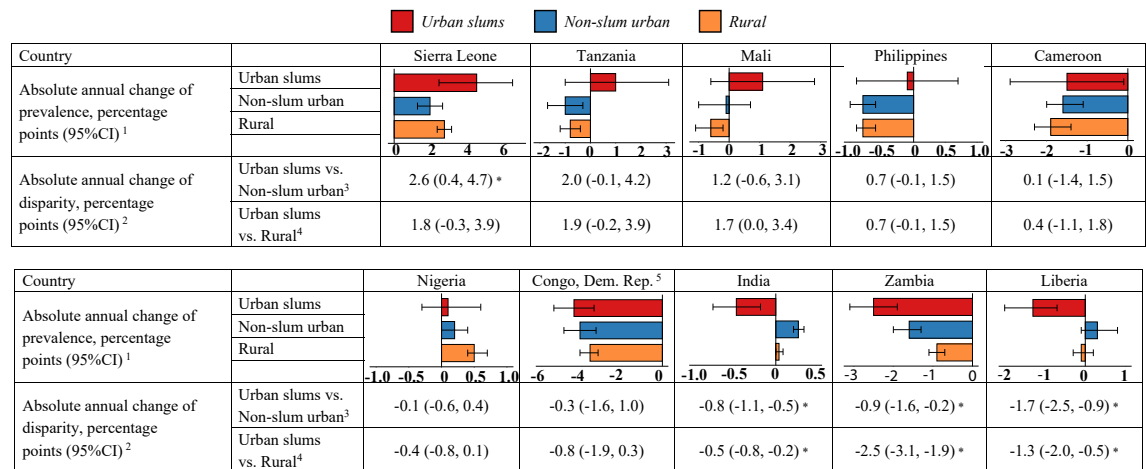 Urban slums Non-slum urban Rural
Country Sierra Leone Tanzania Mali Philippines Cameroon
Absolute annual change of prevalence, percentage points (95%CI) 1
Urban slums
Non-slum urban
Rural
0 2 4 6 -2 -1 0 1 2 3 -1 0 1 2 3 -1.0 -0.5 0 0.5 1.0 -3 -2 -1 0
Absolute annual change of disparity, percentage points (95%CI) 2
Urban slums vs. Non-slum urban3 2.6 (0.4, 4.7) * 2.0 (-0.1, 4.2) 1.2 (-0.6, 3.1) 0.7 (-0.1, 1.5) 0.1 (-1.4, 1.5)
Urban slums vs. Rural4 1.8 (-0.3, 3.9) 1.9 (-0.2, 3.9) 1.7 (0.0, 3.4) 0.7 (-0.1, 1.5) 0.4 (-1.1, 1.8)
Country Nigeria Congo, Dem. Rep. 5 India Zambia Liberia
Absolute annual change of prevalence, percentage points (95%CI) 1
Urban slums
Non-slum urban
Rural
-1.0 -0.5 0 0.5 1.0 -6 -4 -2 0 -1.0 -0.5 0 0.5 -3 -2 -1 0 -2 -1 0 1
Absolute annual change of disparity, percentage points (95%CI) 2
Urban slums vs. Non-slum urban3 -0.1 (-0.6, 0.4) -0.3 (-1.6, 1.0) -0.8 (-1.1, -0.5) * -0.9 (-1.6, -0.2) * -1.7 (-2.5, -0.9) *
Urban slums vs. Rural4 -0.4 (-0.8, 0.1) -0.8 (-1.9, 0.3) -0.5 (-0.8, -0.2) * -2.5 (-3.1, -1.9) * -1.3 (-2.0, -0.5) *